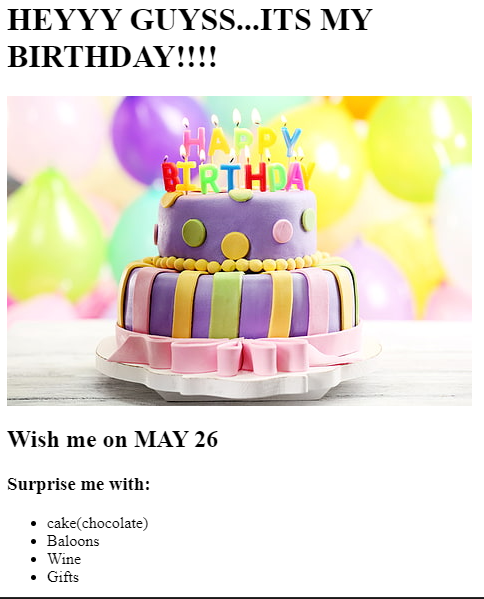 HEYYY GUYSS...ITS MY
BIRTHDAY!!!!
HAPPY
BIRTHDAY
Wish me on MAY 26
Surprise me with:
cake(chocolate)
Baloons
Wine
Gifts